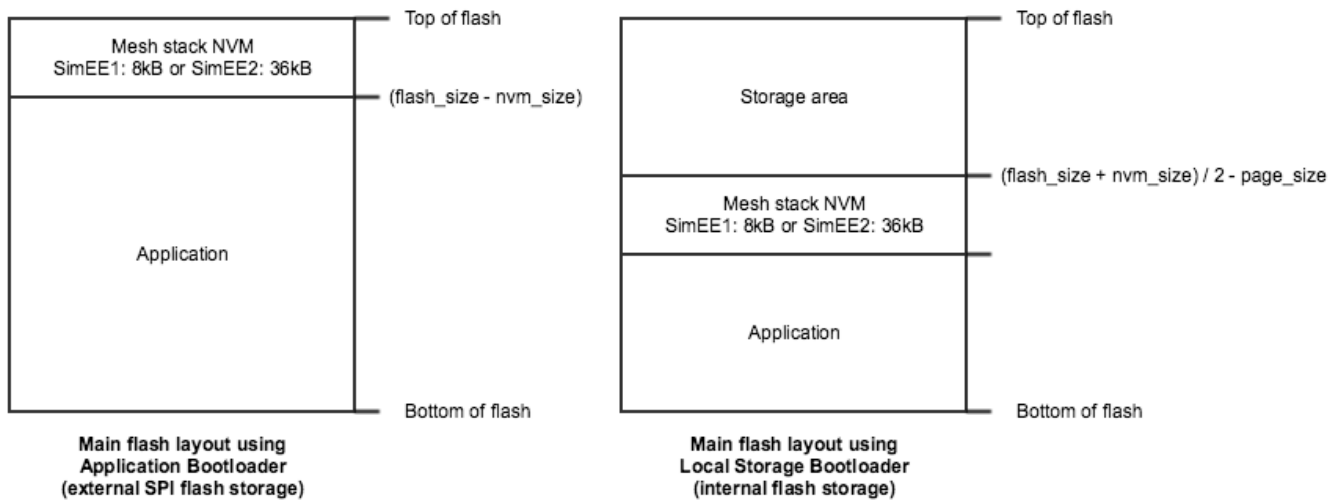 Top of flash
Mesh stack NVM
SimEE1: 8kB or SimEE2: 36kB
(flash_size - nvm_size)
Application
Bottom of flash
Main flash layout using
Application Bootloader
(external SPI flash storage)
Top of flash
Storage area
(flash_size + nvm_size) / 2 - page_size
Mesh stack NVM
SimEE1: 8kB or SimEE2: 36kB
Application
Bottom of flash
Main flash layout using
Local Storage Bootloader
(internal flash storage)